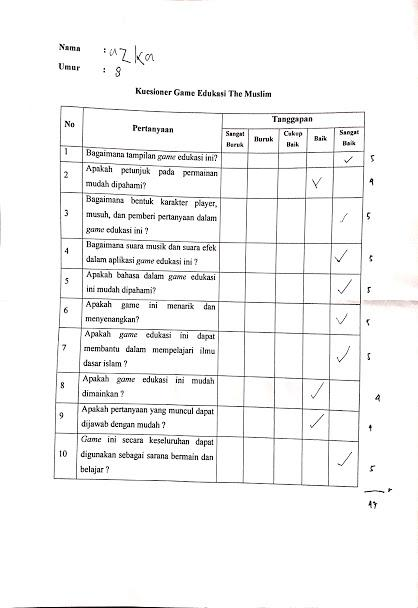 Nama : azka
Umur : 8
Kuesioner Game Edukasi The Muslim
No Pertanyaan Tanggapan
Sangat Buruk Buruk Cukup Baik Baik Sangat Baik
1 Bagaimana tampilan game edukasi ini? ✓ 5
2 Apakah petunjuk pada permainan
mudah dipahami? ✓ 4
3 Bagaimana bentuk karakter player,
musuh, dan pemberi pertanyaan dalam
game edukasi ini ? ✓ 5
4 Bagaimana suara musik dan suara efek
dalam aplikasi game edukasi ini ? ✓ 5
5 Apakah bahasa dalam game edukasi
ini mudah dipahami? ✓ 5
6 Apakah game ini menarik dan
menyenangkan? ✓ 5
7 Apakah game edukasi ini dapat
membantu dalam mempelajari ilmu
dasar islam ? ✓ 5
8 Apakah game edukasi ini mudah
dimainkan ? ✓ 4
9 Apakah pertanyaan yang muncul dapat
dijawab dengan mudah ? ✓ 4
10 Game ini secara keseluruhan dapat
digunakan sebagai sarana bermain dan
belajar ? ✓ 5
+
47